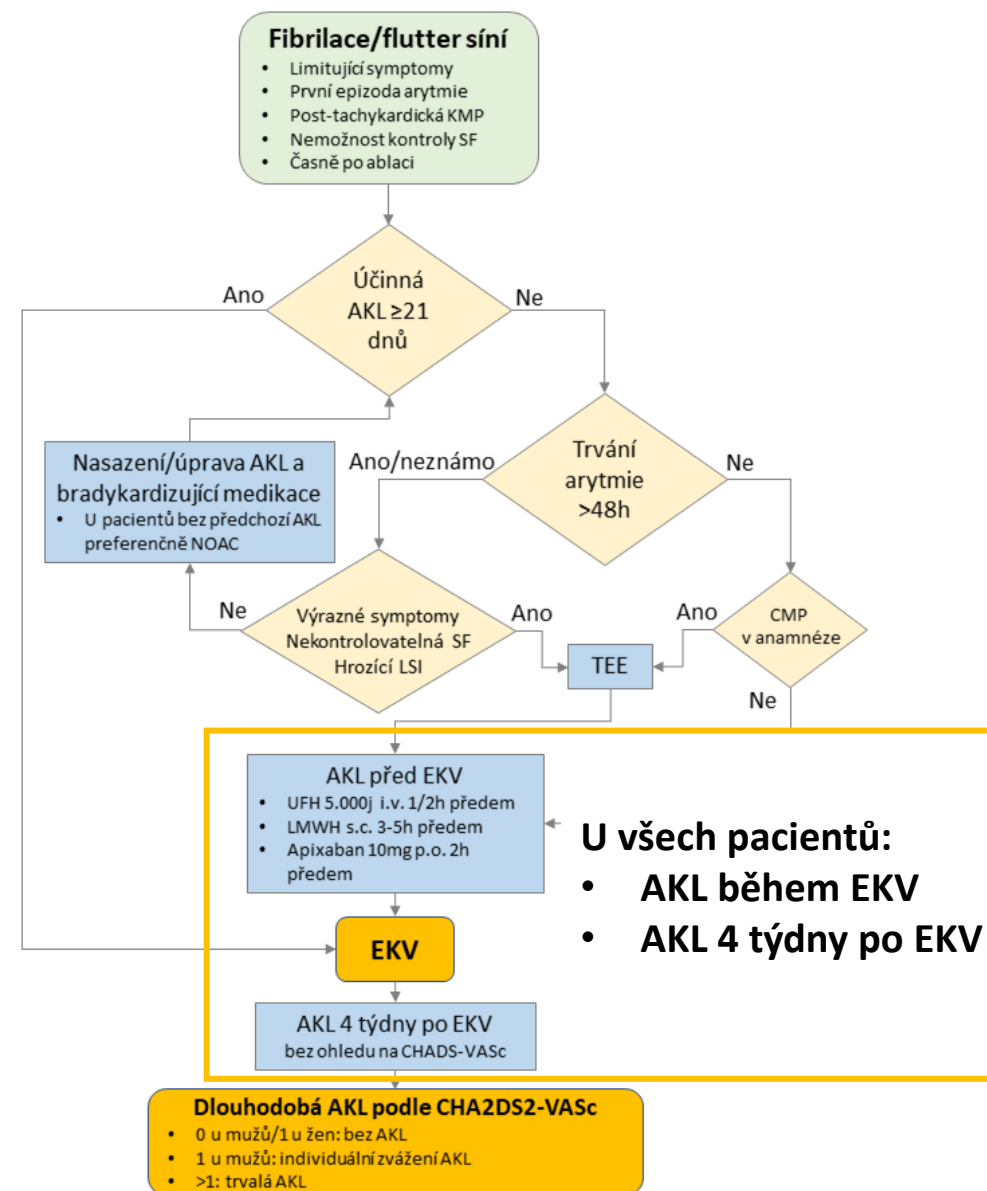 Fibrilace/flutter síní
• Limitující symptomy
• První epizoda arytmie
• Post-tachykardická KMP
• Nemožnost kontroly SF
• Časně po ablaci
Účinná
AKL ≥21
dnů
Ano
Ne
Trvání
arytmie
>48h
Ano/neznámo
Ne
Nasazení/úprava AKL a
bradykardizující medikace
• U pacientů bez předchozí AKL
preferenčně NOAC
Výrazné symptomy
Nekontrolovatelná SF
Hrozící LSI
Ne
Ano
TEE
Ano
CMP
v anamnéze
Ne
AKL před EKV
• UFH 5.000j i.v. 1/2h předem
• LMWH s.c. 3-5h předem
• Apixaban 10mg p.o. 2h
předem
U všech pacientů:
• AKL během EKV
• AKL 4 týdny po EKV
EKV
AKL 4 týdny po EKV
bez ohledu na CHADS-VASc
Dlouhodobá AKL podle CHA2DS2-VASc
• 0 u mužů/1 u žen: bez AKL
• 1 u mužů: individuální zvážení AKL
• >1: trvalá AKL